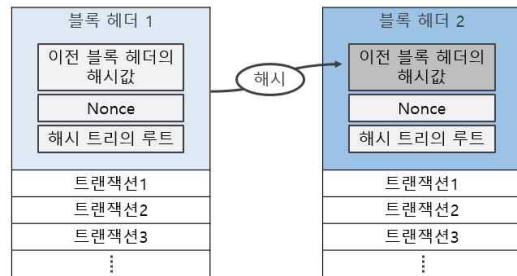 블록 헤더 1
이전 블록 헤더의
해시값
Nonce
해시 트리의 루트
트랜잭션1
트랜잭션2
트랜잭션3
⋮
해시
블록 헤더 2
이전 블록 헤더의
해시값
Nonce
해시 트리의 루트
트랜잭션1
트랜잭션2
트랜잭션3
⋮